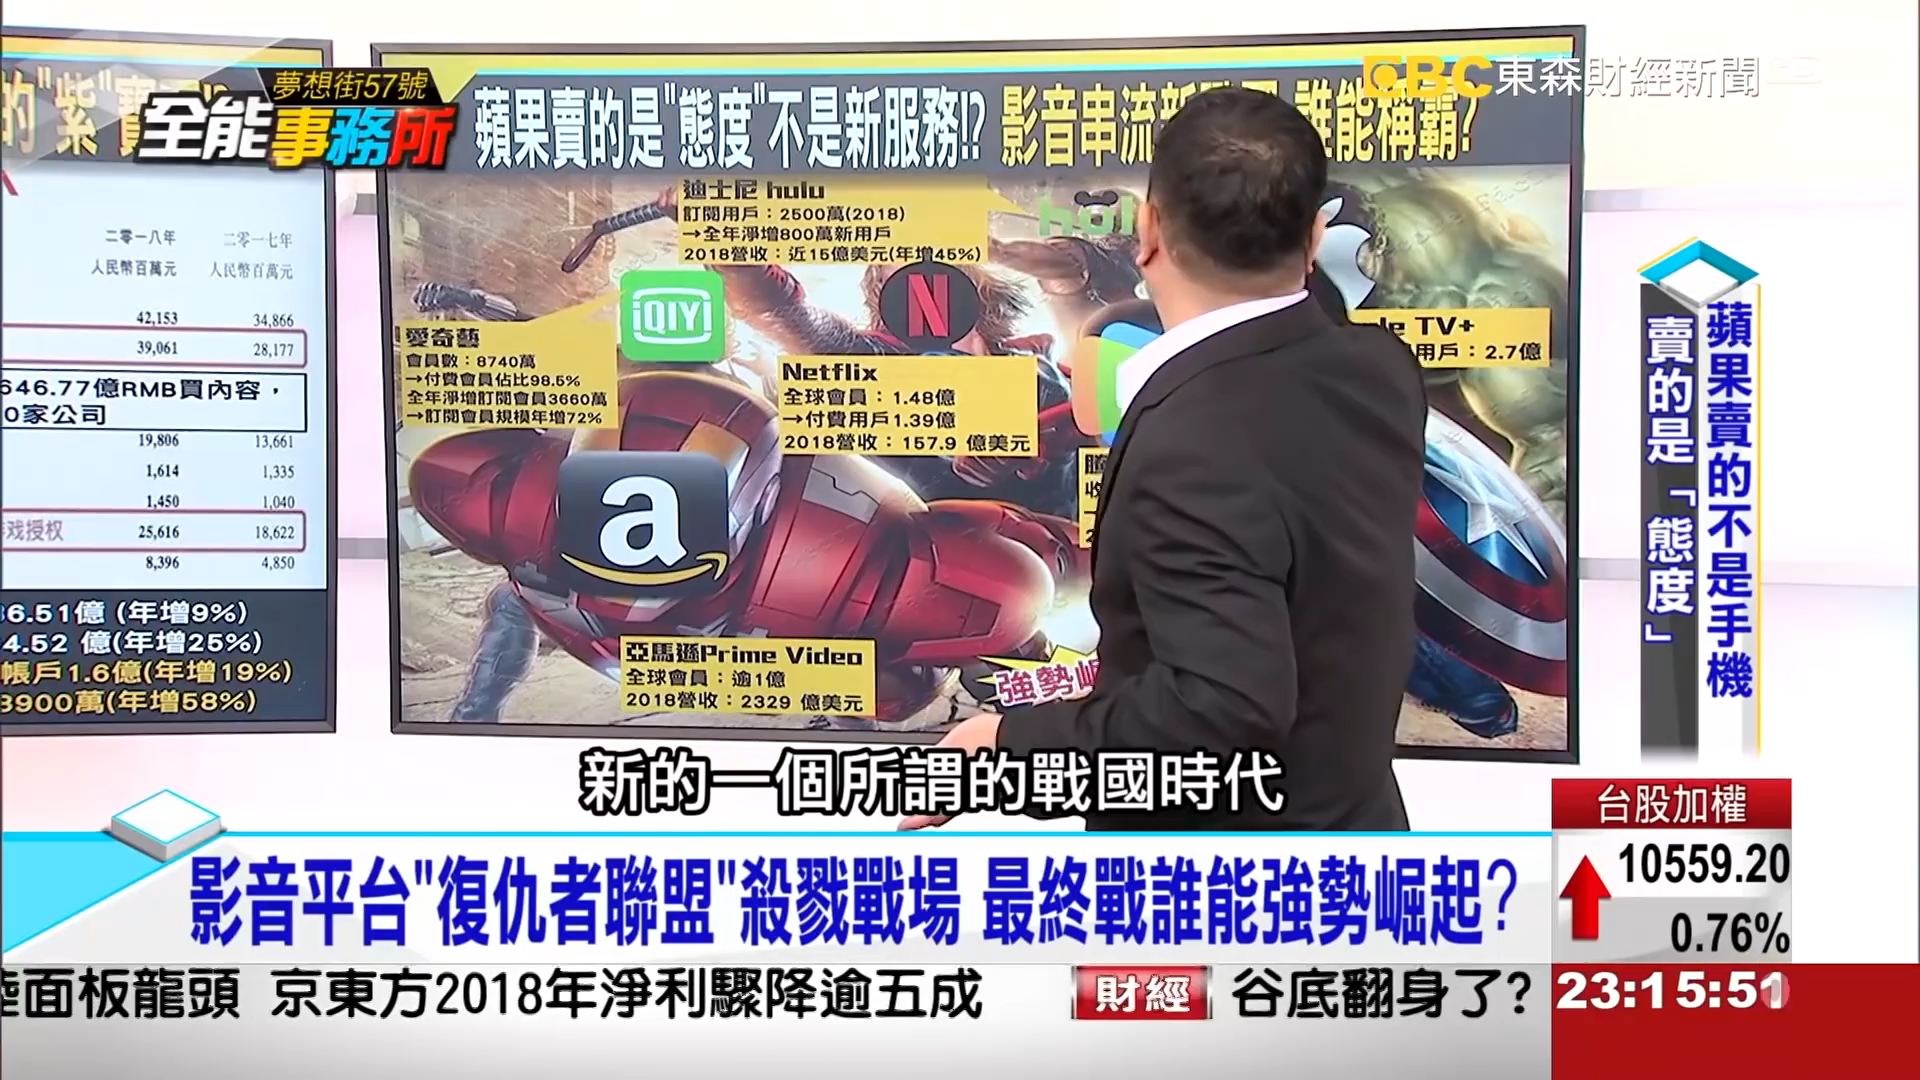 夢想街57號
全能事務所
EBC東森財經新聞
的"紫"寶
二零一八年 二零一七年
人民幣百萬元 人民幣百萬元
42,153 34,866
39,061 28,177
646.77億RMB買內容，
0家公司
19,806 13,661
1,614 1,335
1,450 1,040
戏授权 25,616 18,622
8,396 4,850
36.51億 (年增9%)
4.52 億(年增25%)
帳戶1.6億(年增19%)
3900萬(年增58%)
蘋果賣的是"態度"不是新服務!? 影音串流 誰能稱霸?
迪士尼 hulu
訂閱用戶：2500萬(2018)
→全年淨增800萬新用戶
2018營收：近15億美元(年增45%)
hul
iQIY
愛奇藝
會員數：8740萬
→付費會員佔比98.5%
全年淨增訂閱會員3660萬
→訂閱會員規模年增72%
N
Netflix
全球會員：1.48億
→付費用戶1.39億
2018營收：157.9 億美元
le TV+
用戶：2.7億
a
亞馬遜Prime Video
全球會員：逾1億
2018營收：2329 億美元
強勢崛
蘋果賣的不是手機
賣的是「態度」
新的一個所謂的戰國時代
影音平台"復仇者聯盟"殺戮戰場 最終戰誰能強勢崛起?
台股加權
10559.20
0.76%
面板龍頭 京東方2018年淨利驟降逾五成 財經 谷底翻身了?
23:15:51